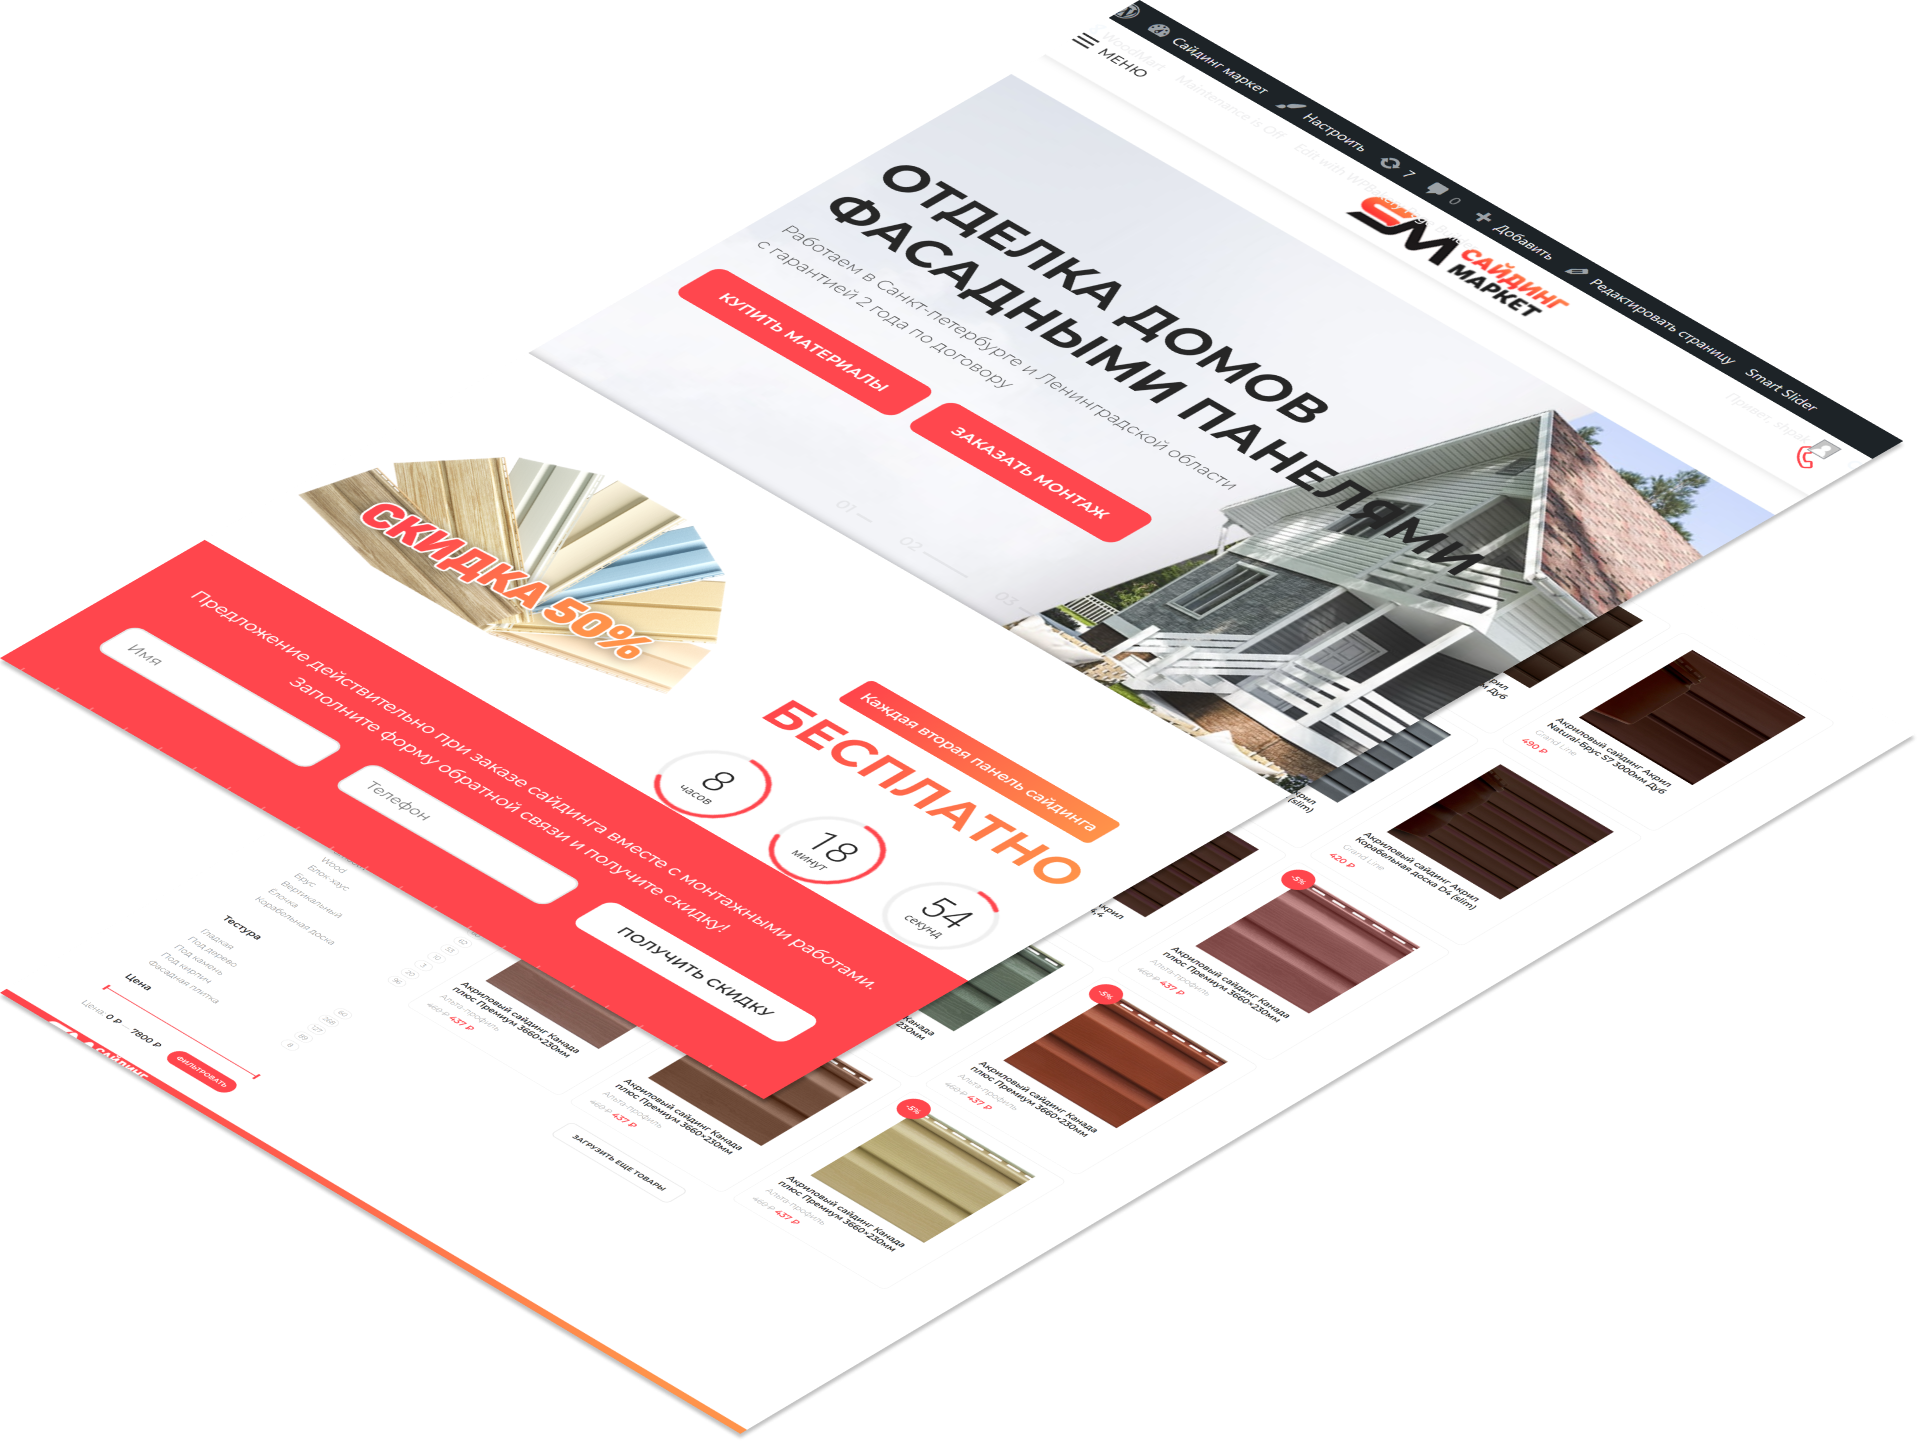 Сайдинг маркет
Настроить
7
0
Добавить
Редактировать страницу
Smart Slider
WoodMart
Maintenance is Off
МЕНЮ
SM
САЙДИНГ
МАРКЕТ
ОТДЕЛКА ДОМОВ
ФАСАДНЫМИ ПАНЕЛЯМИ
Работаем в Санкт-петербурге и Ленинградской области
с гарантией 2 года по договору
КУПИТЬ МАТЕРИАЛЫ
ЗАКАЗАТЬ МОНТАЖ
01
02
03
СКИДКА 50%
Каждая вторая панель сайдинга
БЕСПЛАТНО
8
часов
18
минут
54
секунд
Предложение действительно при заказе сайдинга вместе с монтажными работами.
Заполните форму обратной связи и получите скидку!
Имя
Телефон
ПОЛУЧИТЬ СКИДКУ
Блок-хаус
Брус
Вертикальный
Елочка
Корабельная доска
Тестура
Гладкая
Под дерево
Под камень
Под кирпич
Фасадная плитка
Цена
Цена 0 ₽ — 7800 ₽
ФИЛЬТРОВАТЬ
Акриловый сайдинг Акрил
Natural-Брус S7 3000мм Дуб
Grand Line
490 ₽
Акриловый сайдинг Акрил
Корабельная доска D4 (slim)
Grand Line
420 ₽
-5%
Акриловый сайдинг Канада
плюс Премиум 3660×230мм
Альта-профиль
460 ₽ 437 ₽
-5%
Акриловый сайдинг Канада
плюс Премиум 3660×230мм
Альта-профиль
460 ₽ 437 ₽
-5%
Акриловый сайдинг Канада
плюс Премиум 3660×230мм
Альта-профиль
460 ₽ 437 ₽
Акриловый сайдинг Канада
плюс Премиум 3660×230мм
Альта-профиль
460 ₽ 437 ₽
Акриловый сайдинг Канада
плюс Премиум 3660×230мм
Альта-профиль
460 ₽ 437 ₽
ЗАГРУЗИТЬ ЕЩЕ ТОВАРЫ